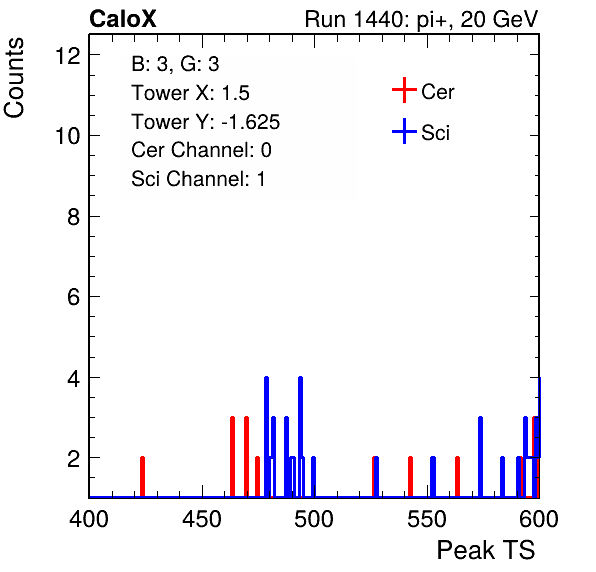 CaloX Run 1440: pi+, 20 GeV
Counts
B: 3, G: 3
Tower X: 1.5
Tower Y: -1.625
Cer Channel: 0
Sci Channel: 1
Cer
Sci
12
10
8
6
4
2
400 450 500 550 600
Peak TS